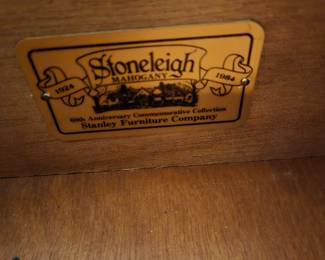 Stoneleigh
MAHOGANY
1924
1984
60th Anniversary Commemorative Collection
Stanley Furniture Company